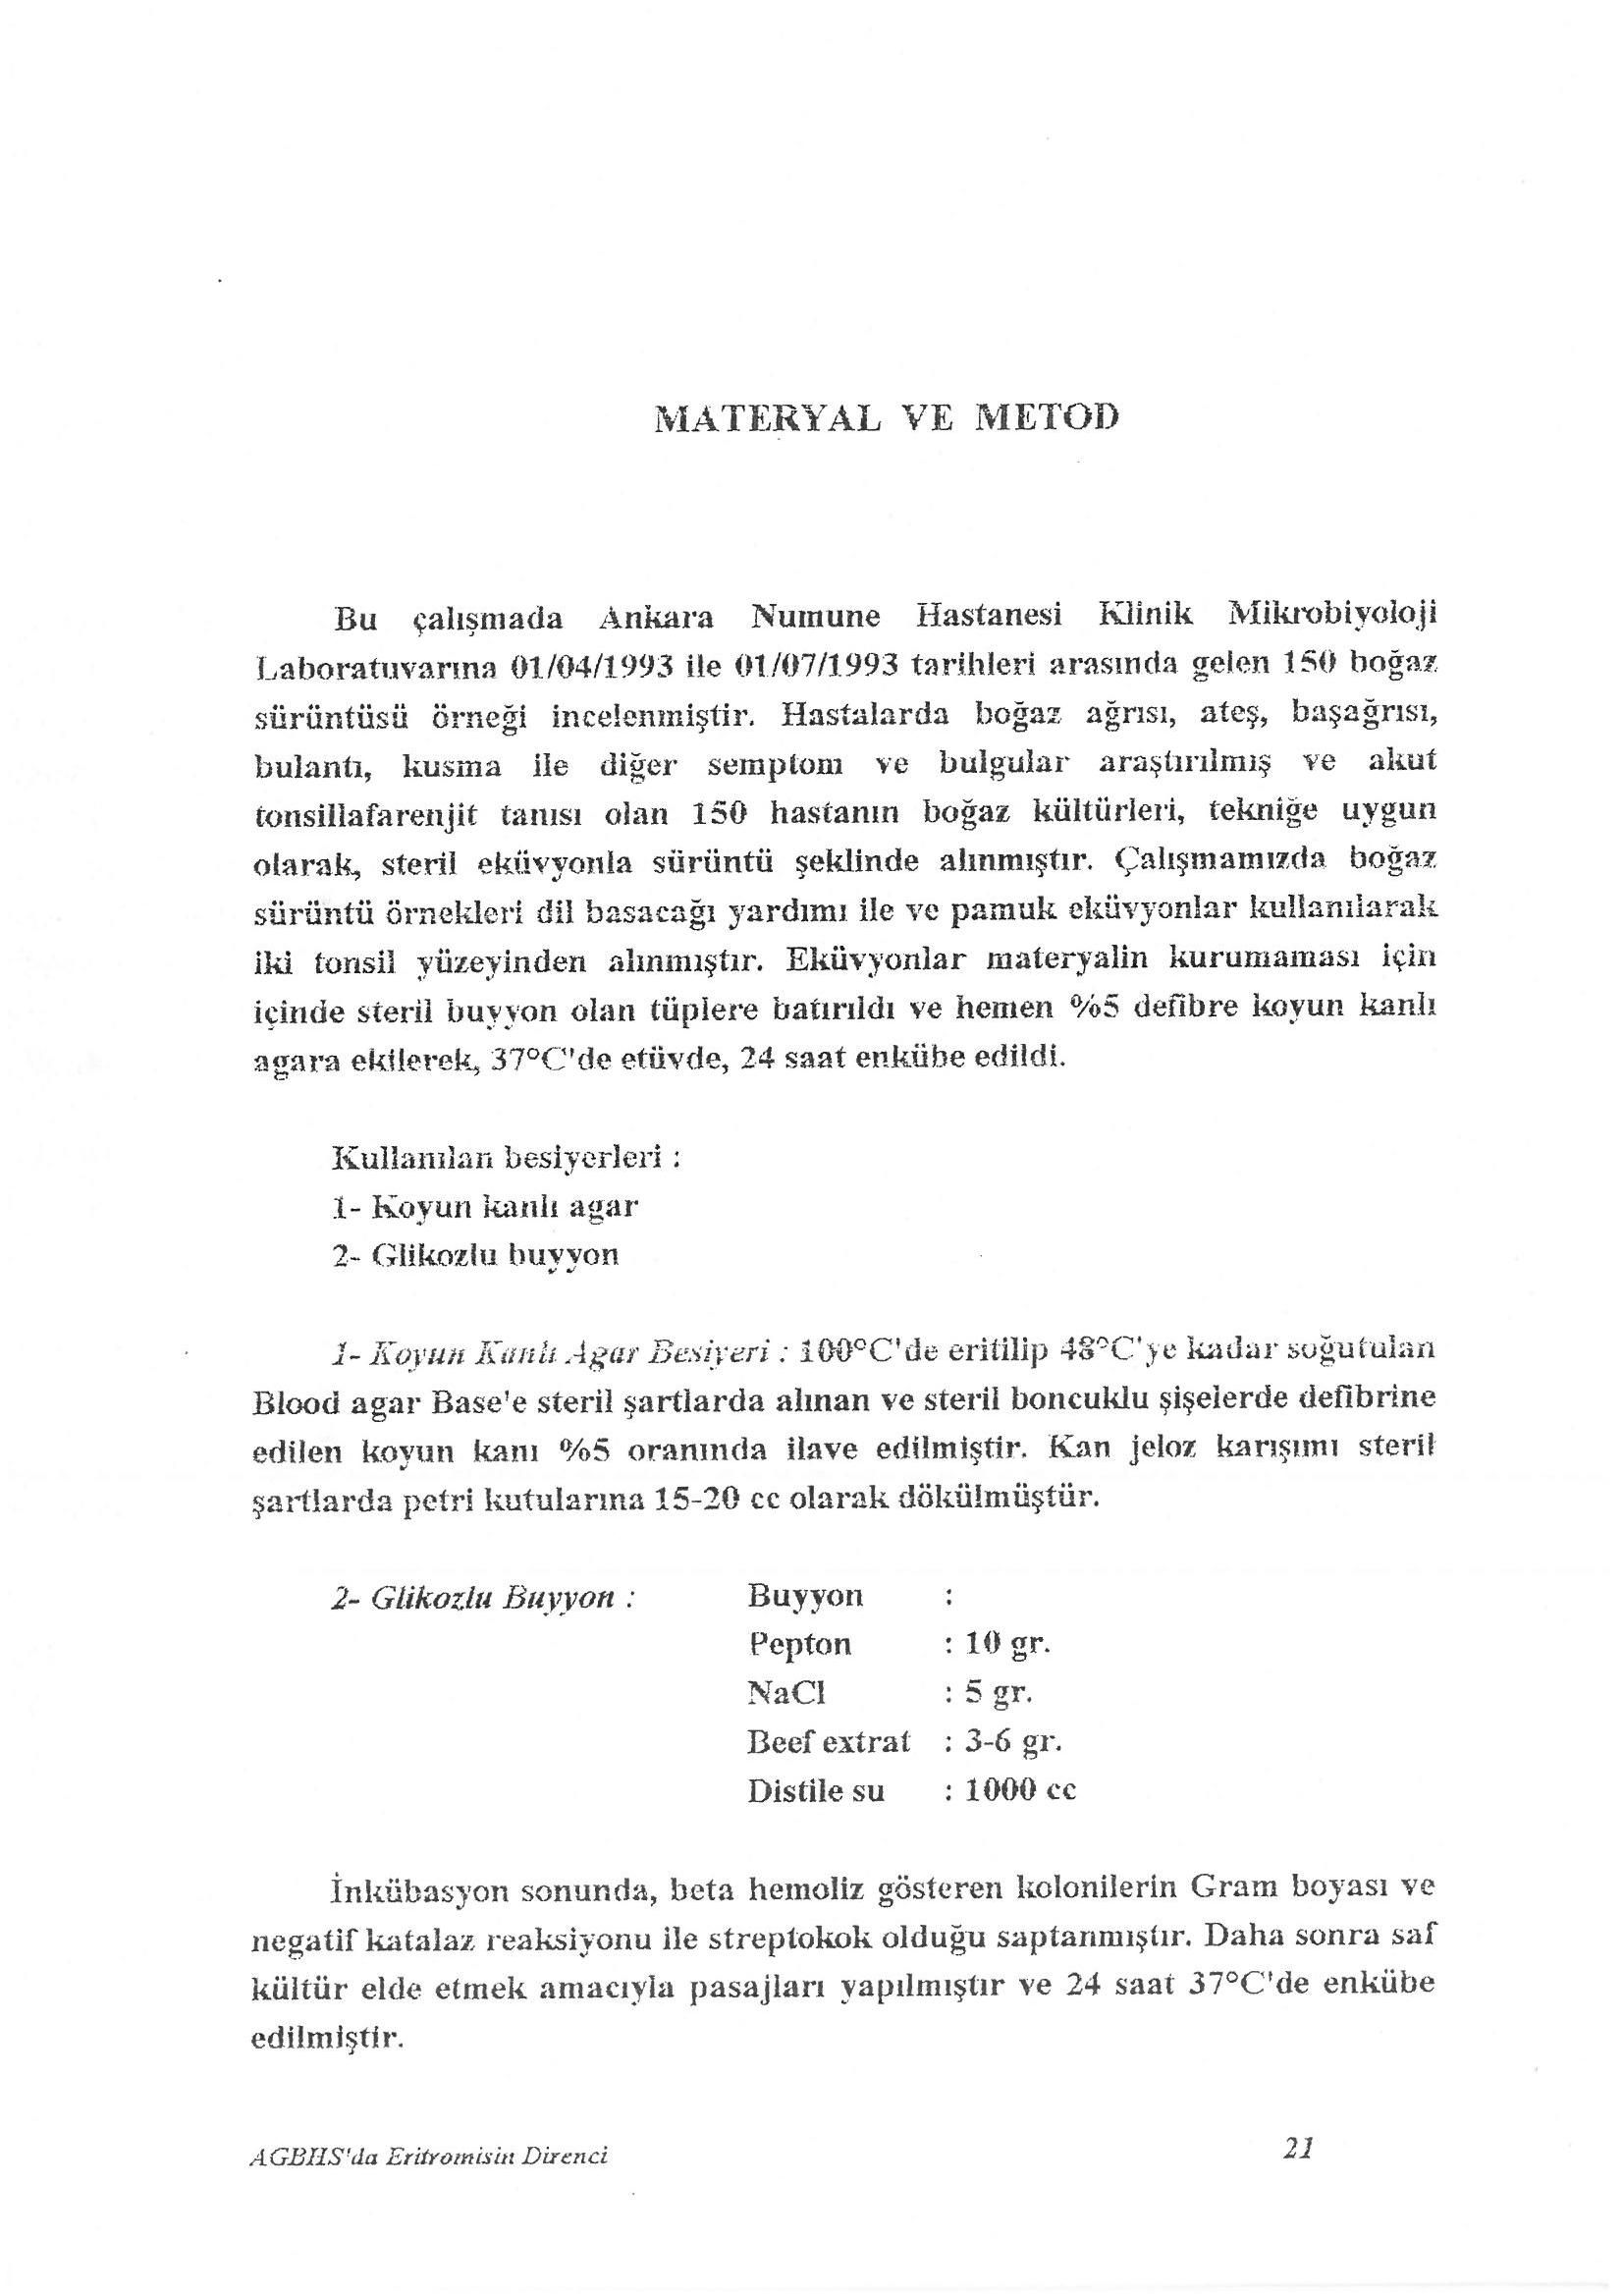 MATERYAL VE METOD
Bu çalışmada Ankara Numune Hastanesi Klinik Mikrobiyoloji
Laboratuvarına 01/04/1993 ile 01/07/1993 tarihleri arasında gelen 150 boğaz
sürüntüsü örneği incelenmiştir. Hastalarda boğaz ağrısı, ateş, başağrısı,
bulantı, kusma ile diğer semptom ve bulgular araştırılmış ve akut
tonsillafarenjit tanısı olan 150 hastanın boğaz kültürleri, tekniğe uygun
olarak, steril eküvyonla sürüntü şeklinde alınmıştır. Çalışmamızda boğaz
sürüntü örnekleri dil basacağı yardımı ile ve pamuk eküvyonlar kullanılarak
iki tonsil yüzeyinden alınmıştır. Eküvyonlar materyalin kurumaması için
içinde steril buyyon olan tüplere batırıldı ve hemen %5 defibre koyun kanlı
agara ekilerek, 37°C'de etüvde, 24 saat enkübe edildi.
Kullanılan besiyerleri :
1- Koyun kanlı agar
2- Glikozlu buyyon
1- Koyun Kanlı Agar Besiyeri : 100°C'de eritilip 48°C'ye kadar soğutulan
Blood agar Base'e steril şartlarda alınan ve steril boncuklu şişelerde defibrine
edilen koyun kanı %5 oranında ilave edilmiştir. Kan jeloz karışımı steril
şartlarda petri kutularına 15-20 cc olarak dökülmüştür.
2- Glikozlu Buyyon : Buyyon :
Pepton : 10 gr.
NaCl : 5 gr.
Beef extrat : 3-6 gr.
Distile su : 1000 cc
İnkübasyon sonunda, beta hemoliz gösteren kolonilerin Gram boyası ve
negatif katalaz reaksiyonu ile streptokok olduğu saptanmıştır. Daha sonra saf
kültür elde etmek amacıyla pasajları yapılmıştır ve 24 saat 37°C'de enkübe
edilmiştir.
AGBHS'da Eritromisin Direnci 21